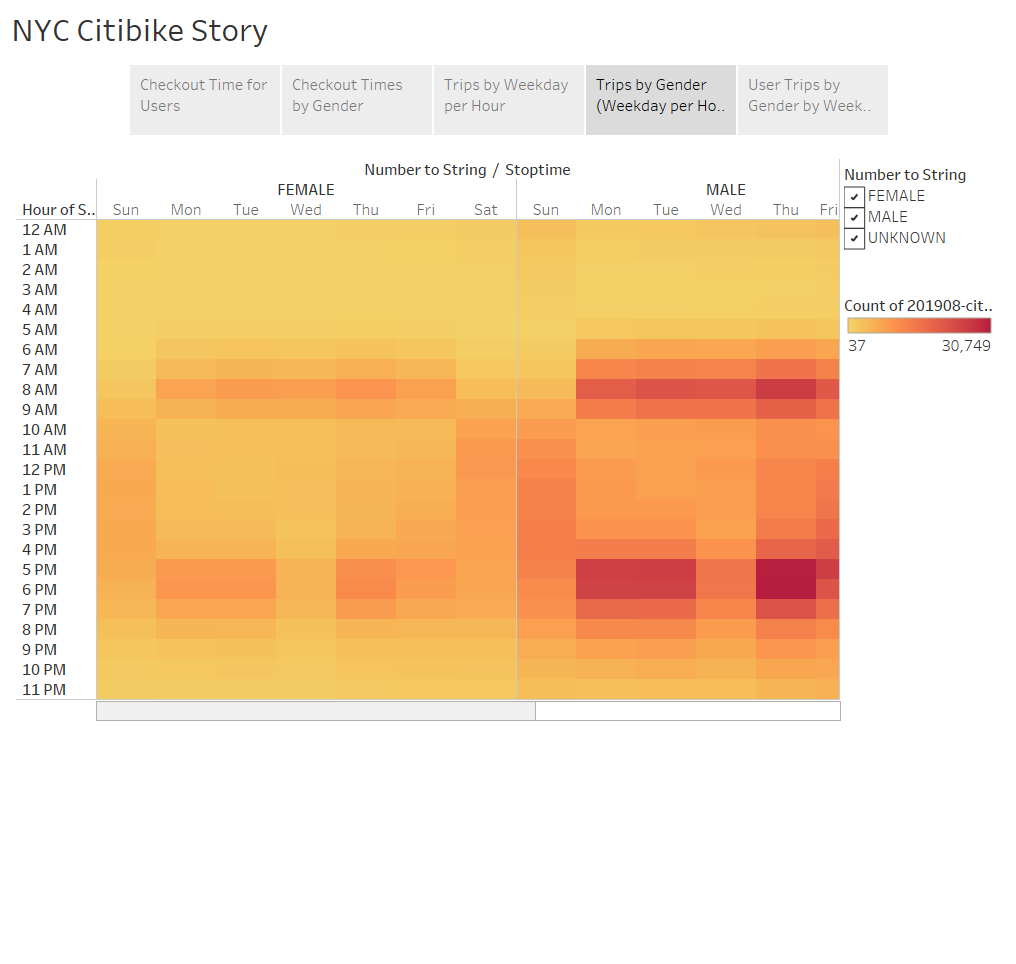 NYC Citibike Story
Checkout Time for
Users
Checkout Times
by Gender
Trips by Weekday
per Hour
Trips by Gender
(Weekday per Ho..
User Trips by
Gender by Week..
Number to String / Stoptime
FEMALE MALE
Hour of S.. Sun Mon Tue Wed Thu Fri Sat Sun Mon Tue Wed Thu Fri
12 AM
1 AM
2 AM
3 AM
4 AM
5 AM
6 AM
7 AM
8 AM
9 AM
10 AM
11 AM
12 PM
1 PM
2 PM
3 PM
4 PM
5 PM
6 PM
7 PM
8 PM
9 PM
10 PM
11 PM
Number to String
FEMALE
MALE
UNKNOWN
Count of 201908-cit..
37 30,749